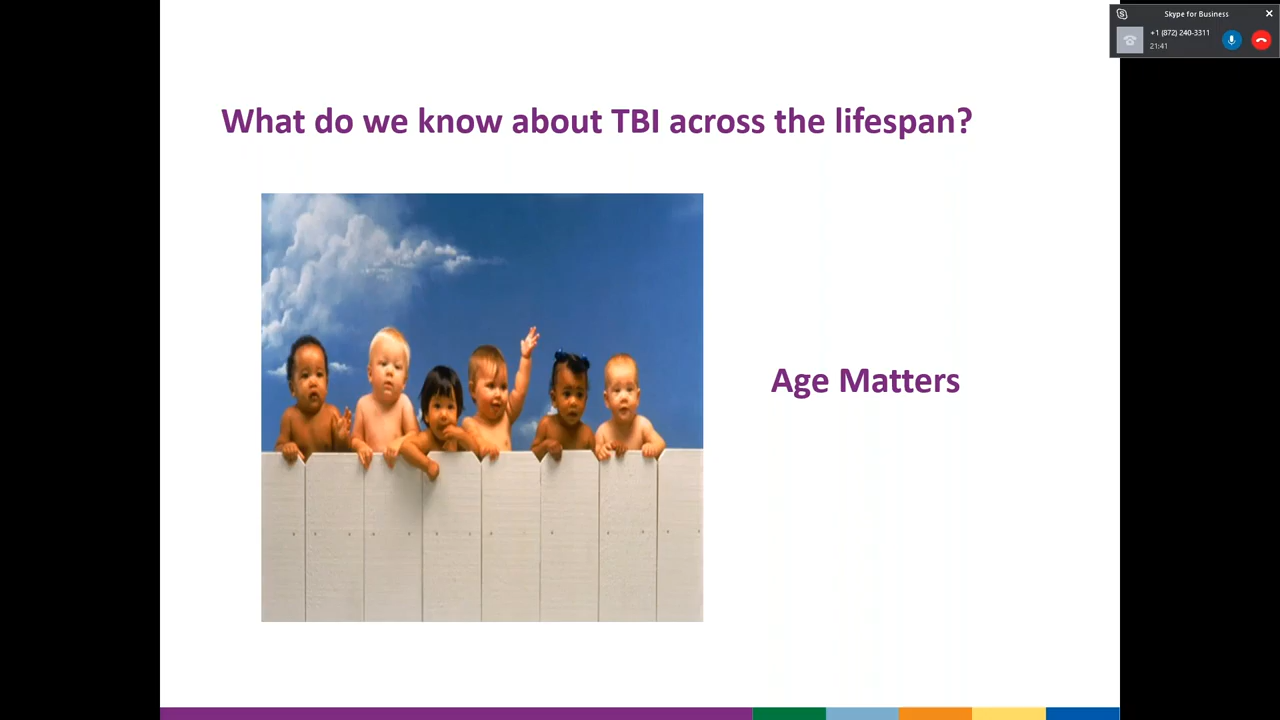 Skype for Business
+1 (872) 240-3311
21:41
What do we know about TBI across the lifespan?
Age Matters